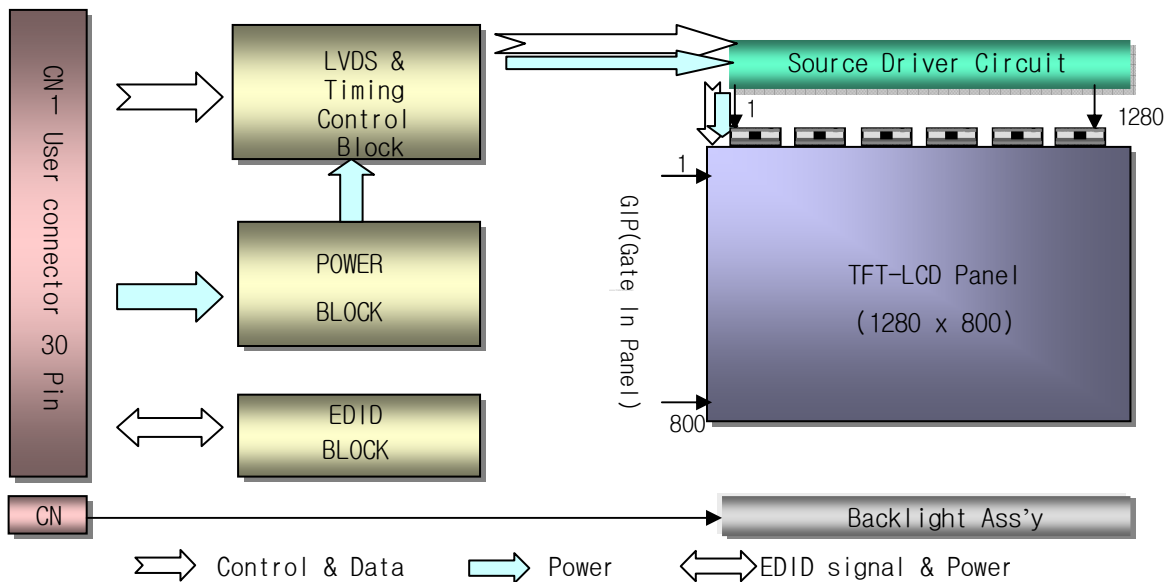 CN- User connector 30 Pin
LVDS &
Timing
Control
Block
POWER
BLOCK
EDID
BLOCK
Source Driver Circuit
1
1280
1
GIP(Gate In Panel)
800
TFT-LCD Panel
(1280 x 800)
CN
Backlight Ass'y
Control & Data
Power
EDID signal & Power